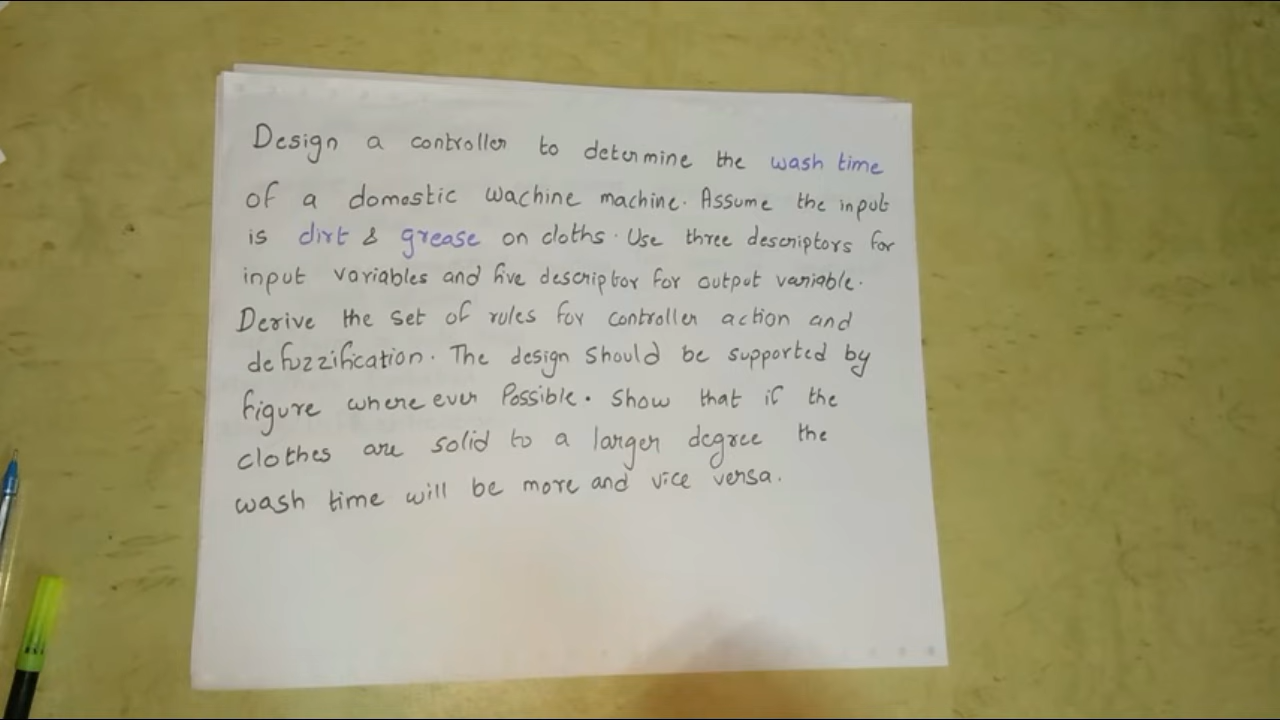 Design a controller to determine the wash time
of a domestic wachine machine. Assume the input
is dirt & grease on cloths. Use three descriptors for
input variables and five descriptor for output variable.
Derive the set of rules for controller action and
defuzzification. The design should be supported by
figure where ever Possible. Show that if the
clothes are solid to a larger degree the
wash time will be more and vice versa.